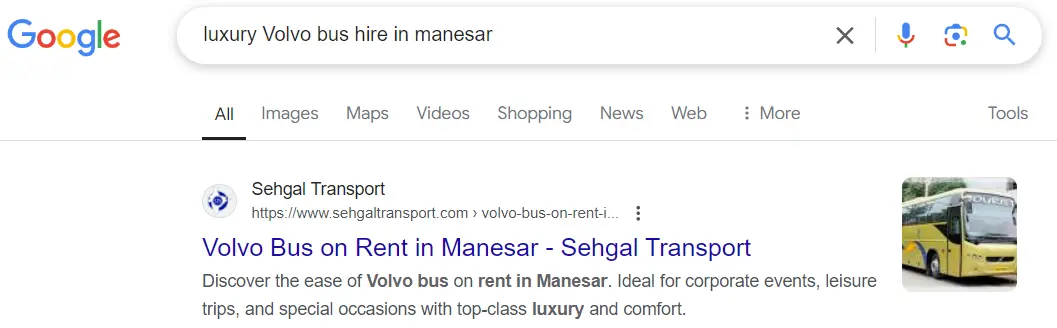 Google
luxury Volvo bus hire in manesar
All Images Maps Videos Shopping News Web More Tools
Sehgal Transport
https://www.sehgaltransport.com › volvo-bus-on-rent-i...
Volvo Bus on Rent in Manesar - Sehgal Transport
Discover the ease of Volvo bus on rent in Manesar. Ideal for corporate events, leisure
trips, and special occasions with top-class luxury and comfort.